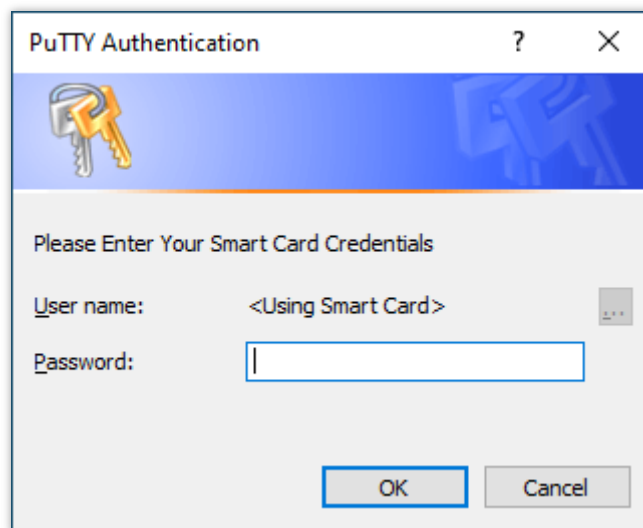 PuTTY Authentication ?
Please Enter Your Smart Card Credentials
User name: <Using Smart Card> ...
Password:
OK Cancel